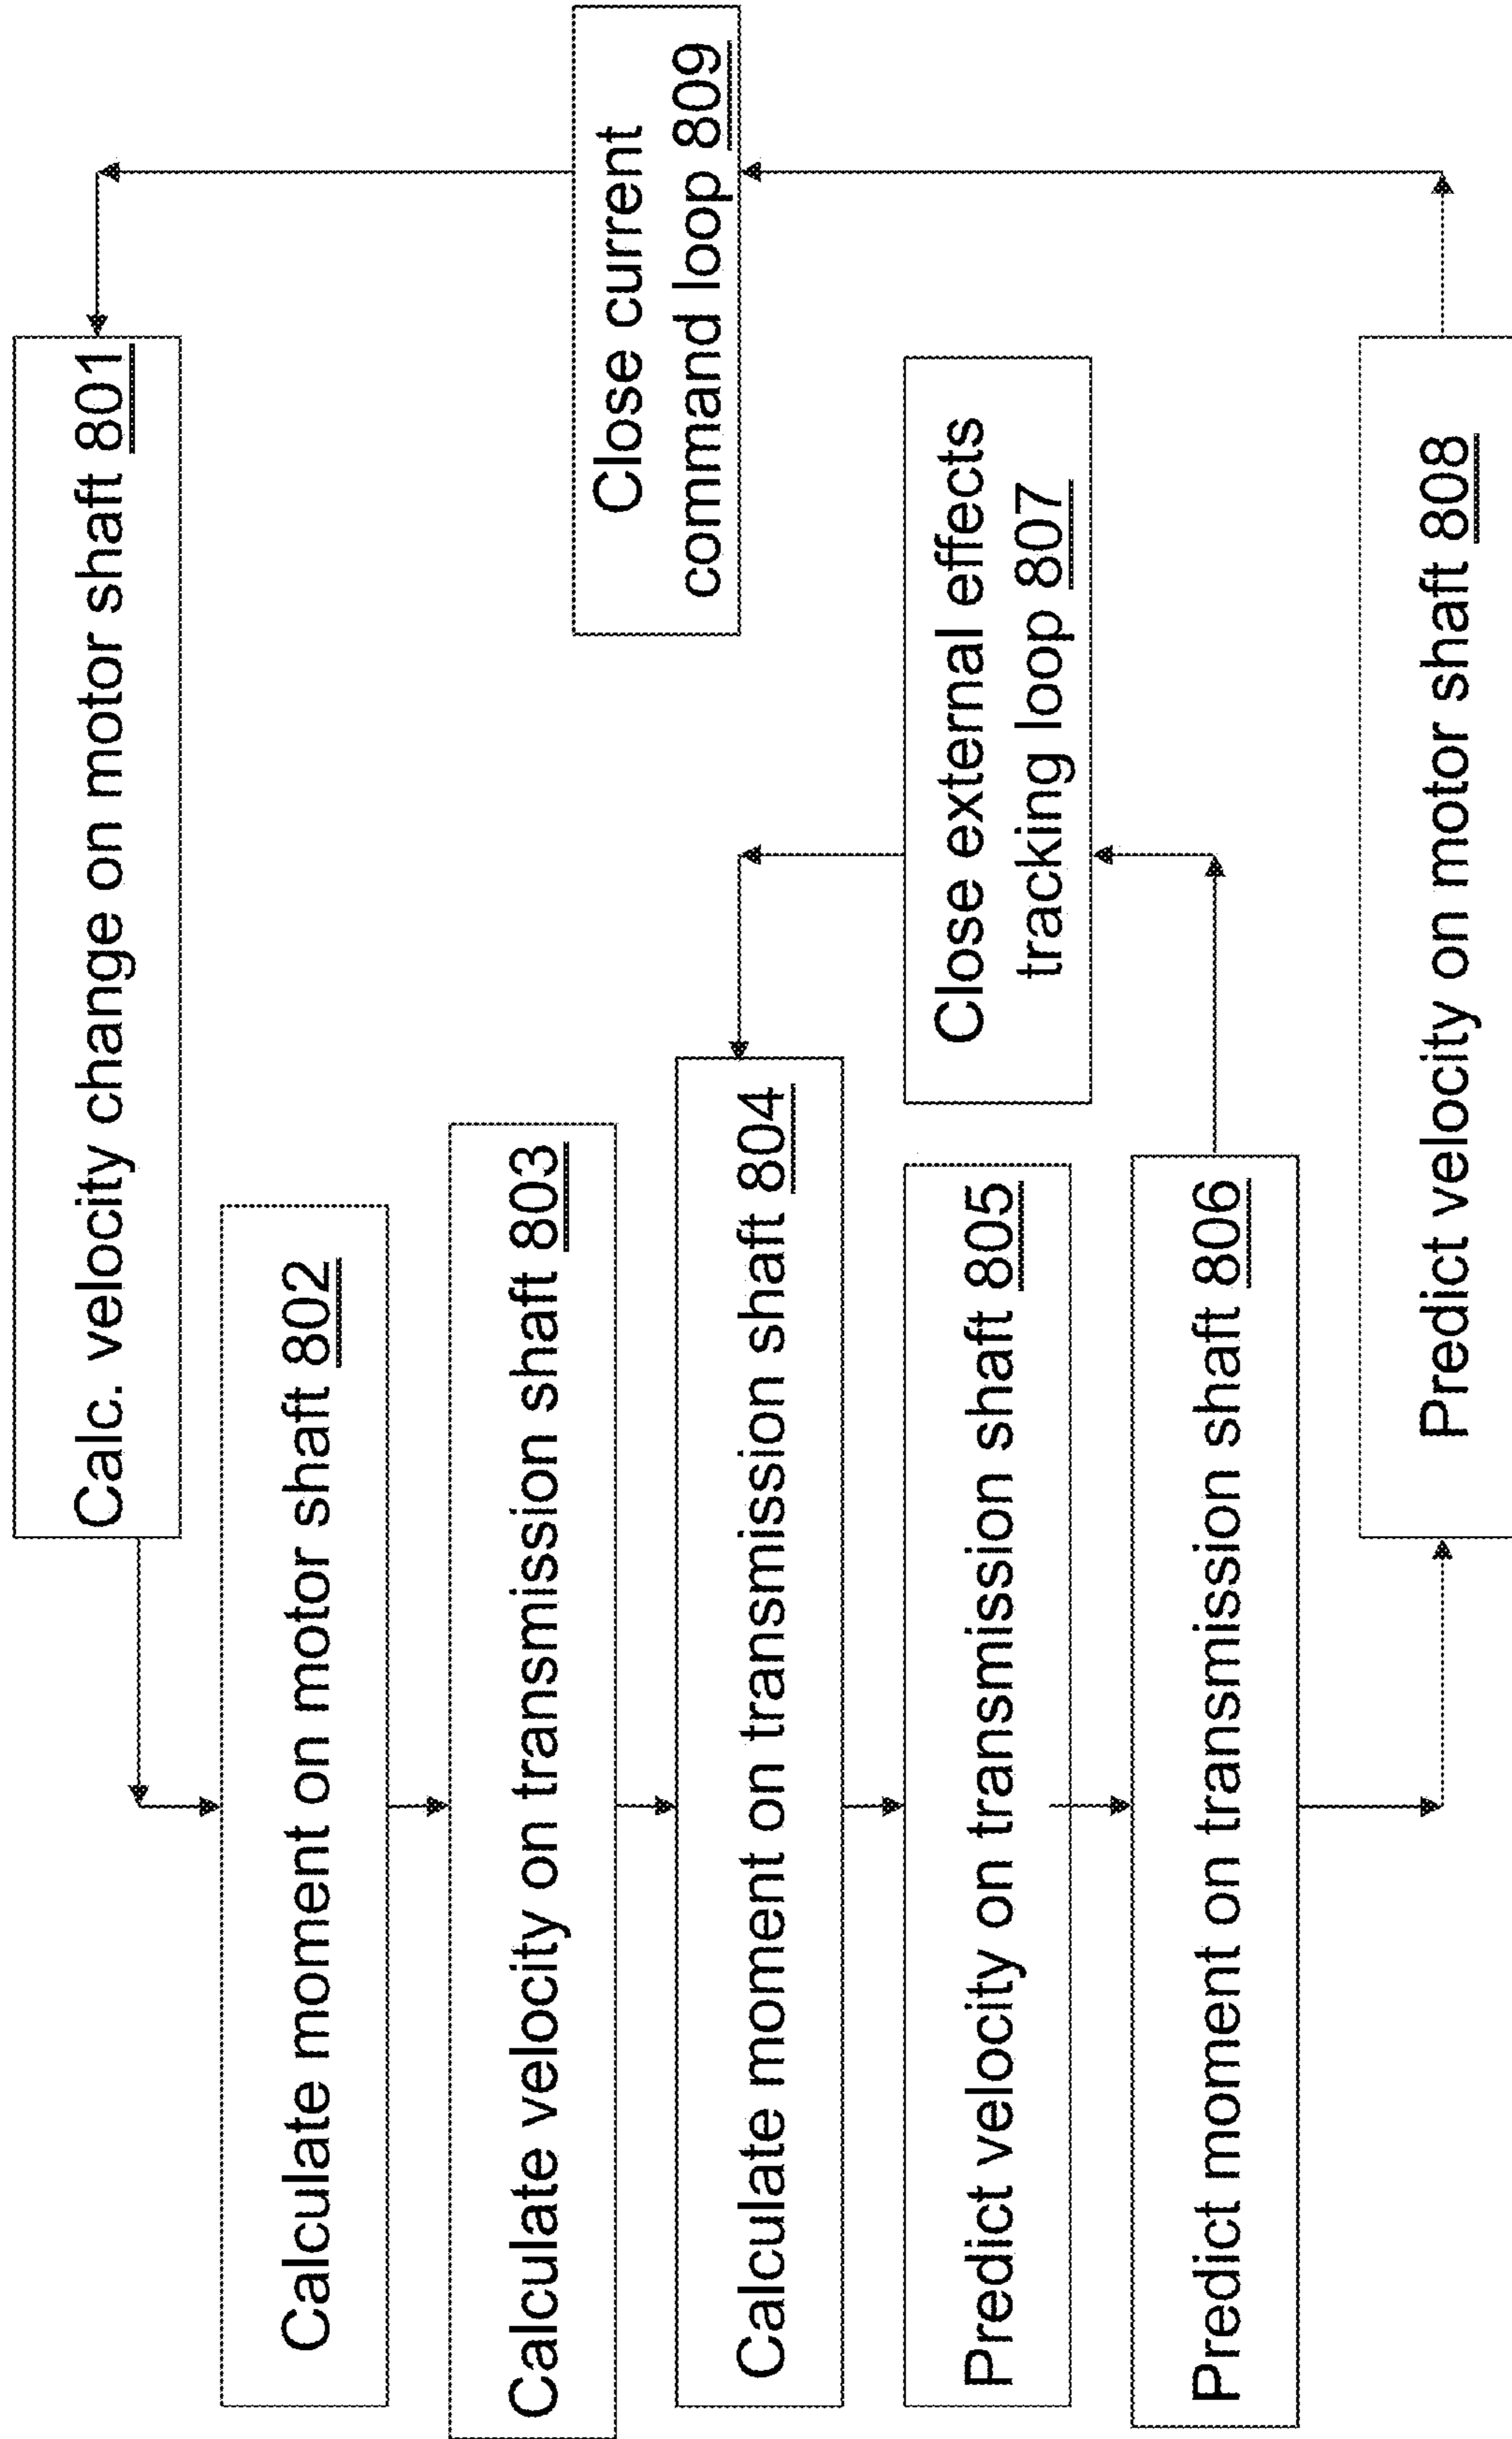 Calc. velocity change on motor shaft 801
Calculate moment on motor shaft 802
Calculate velocity on transmission shaft 803
Calculate moment on transmission shaft 804
Predict velocity on transmission shaft 805
Predict moment on transmission shaft 806
Close external effects
tracking loop 807
Predict velocity on motor shaft 808
Close current
command loop 809